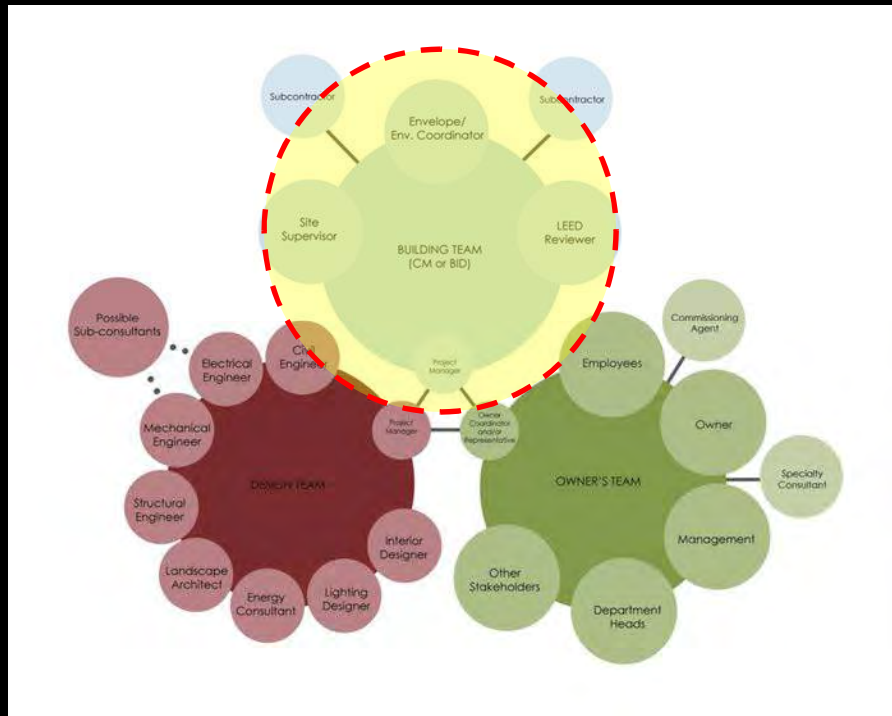 Subcontractor
Subcontractor
Envelope/
Env. Coordinator
Site
Supervisor
LEED
Reviewer
BUILDING TEAM
(CM or BID)
Project
Manager
Possible
Sub-consultants
Electrical
Engineer
Civil
Engineer
Mechanical
Engineer
Structural
Engineer
Landscape
Architect
Energy
Consultant
Lighting
Designer
Interior
Designer
Project
Manager
DESIGN TEAM
Owner
Coordinator
and/or
Representative
Employees
Commissioning
Agent
Owner
Specialty
Consultant
OWNER'S TEAM
Management
Other
Stakeholders
Department
Heads